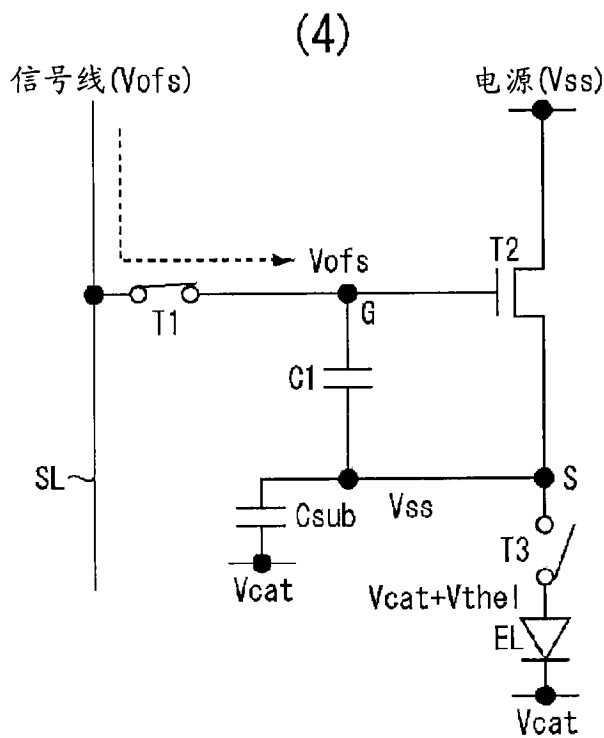 (4)
信号线(Vofs)
电源(Vss)
Vofs
T2
T1
G
C1
SL
Csub
Vss
S
T3
Vcat
Vcat+Vthel
EL
Vcat